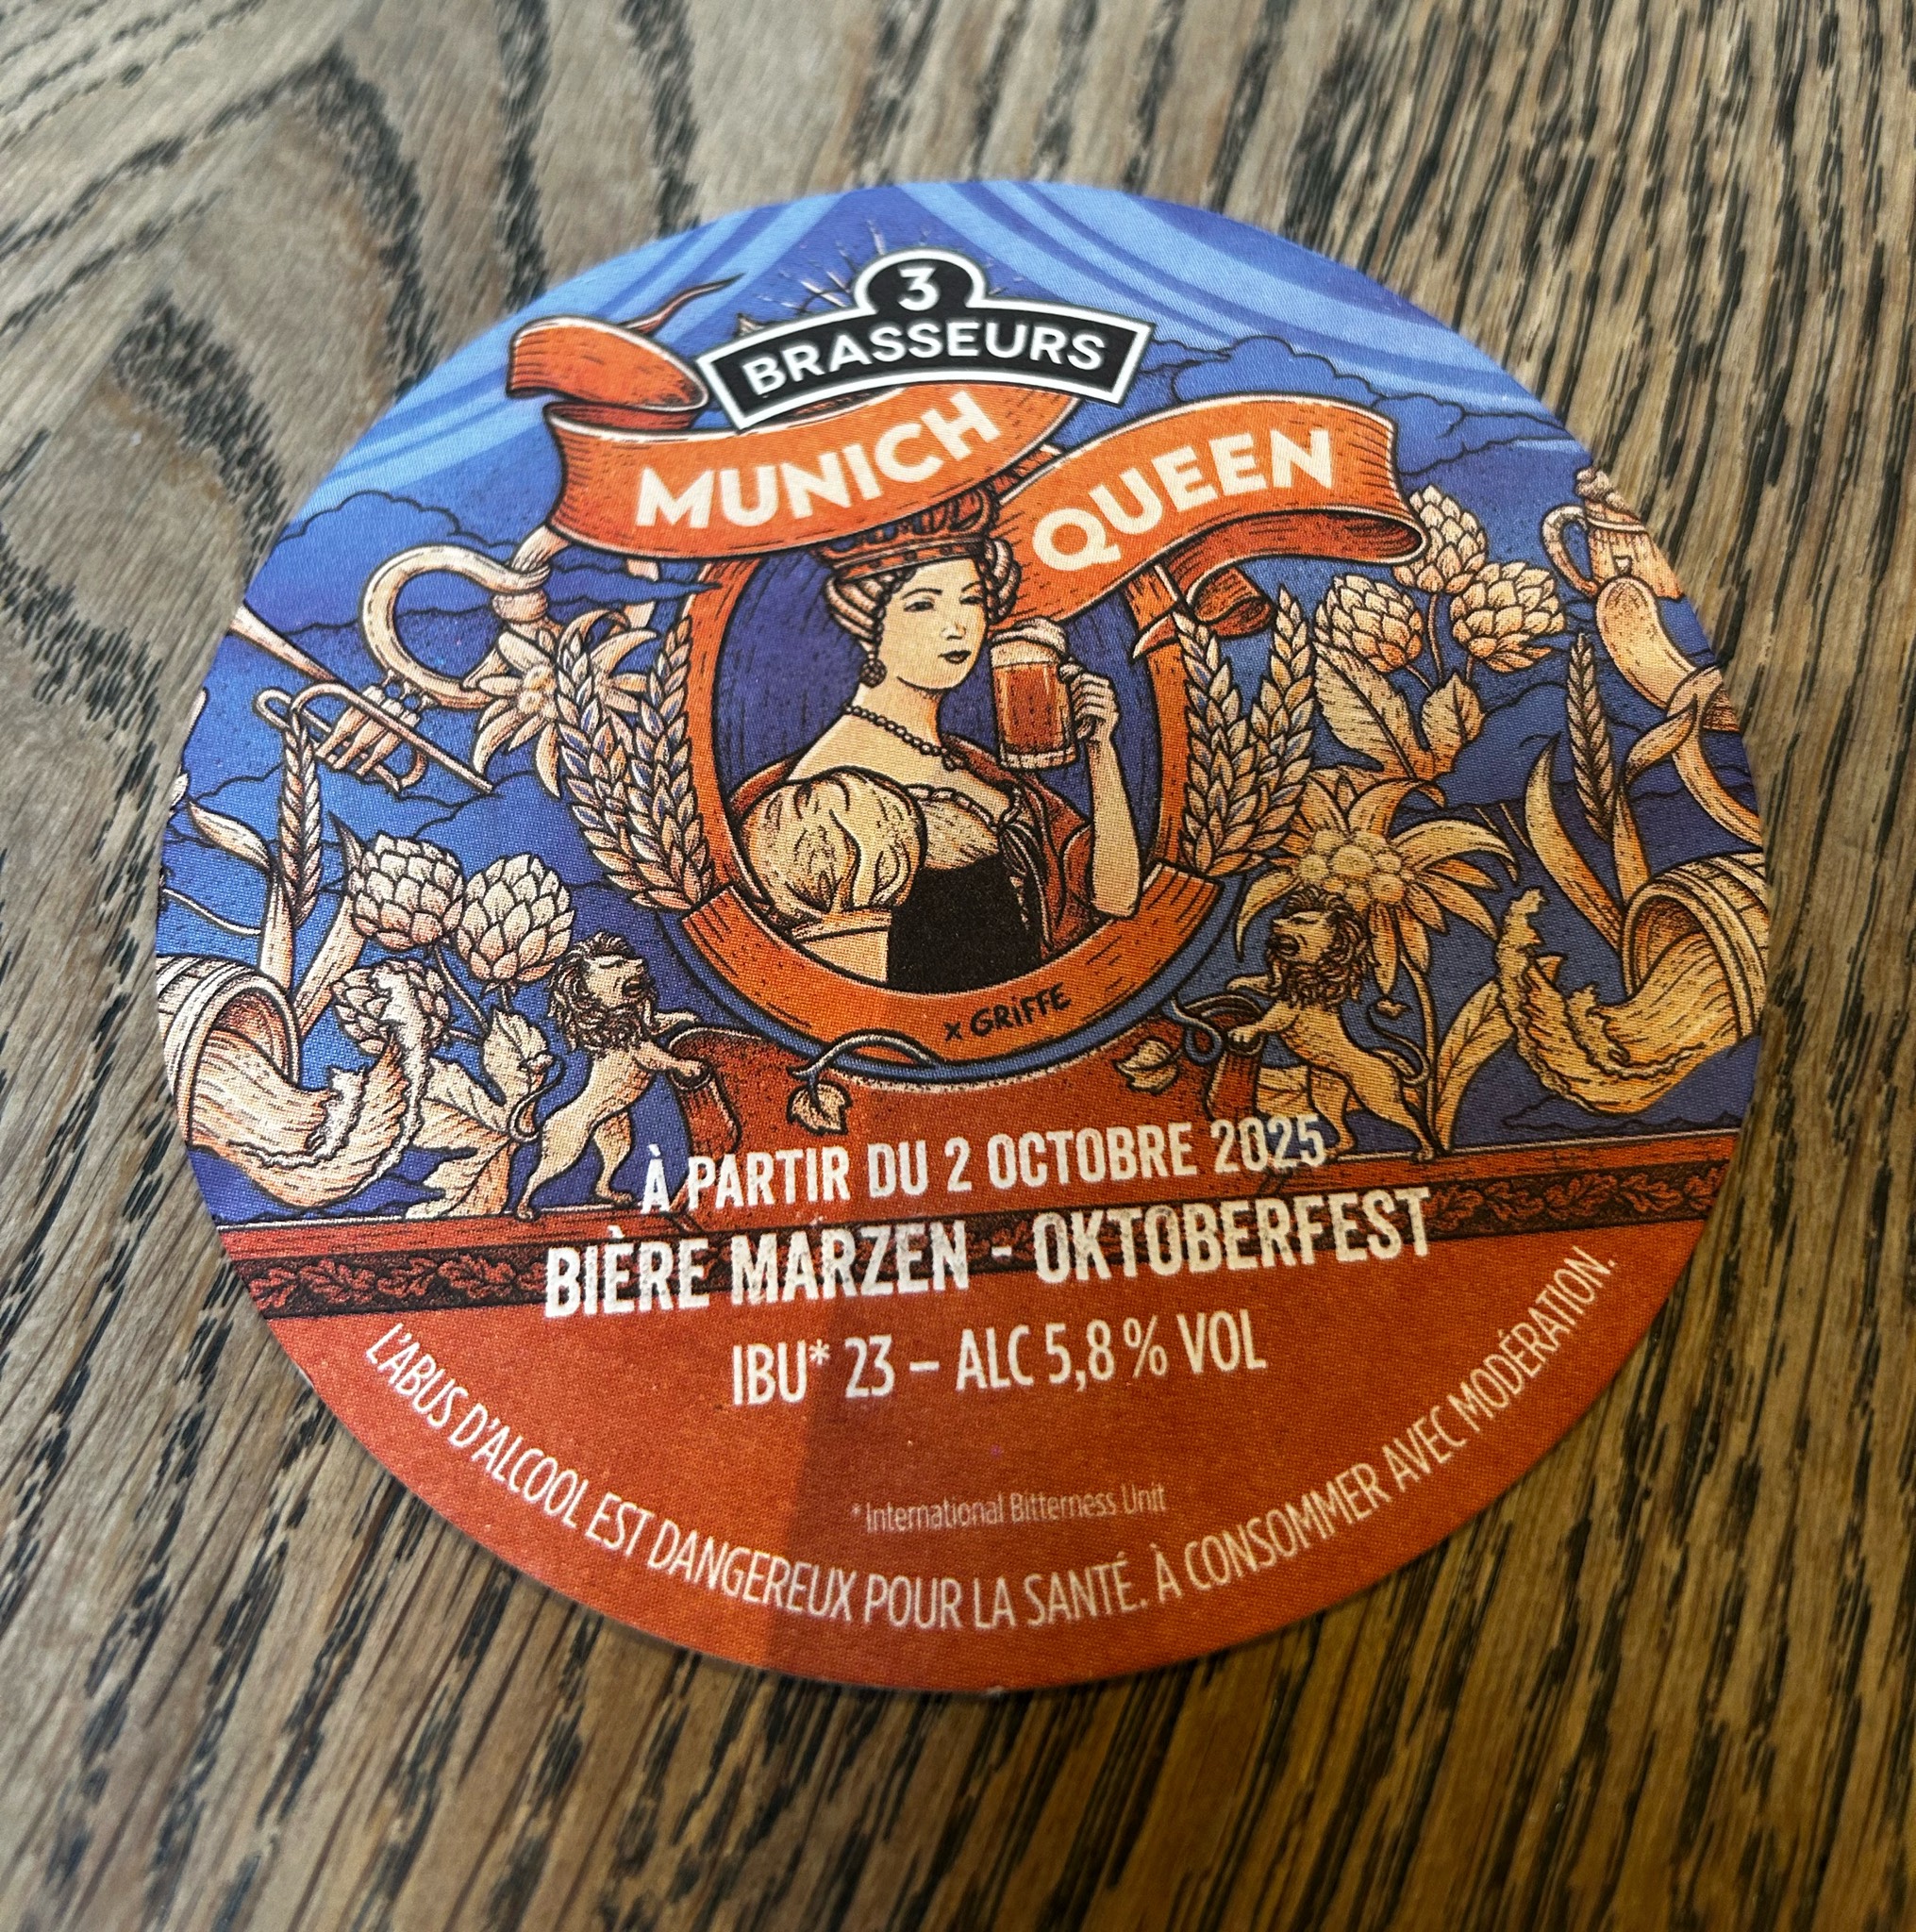 3
BRASSEURS
MUNICH
QUEEN
x GRiFFE
À PARTIR DU 2 OCTOBRE 2025
BIÈRE MARZEN - OKTOBERFEST
IBU* 23 – ALC 5,8 % VOL
*International Bitterness Unit
L'ABUS D'ALCOOL EST DANGEREUX POUR LA SANTÉ. À CONSOMMER AVEC MODÉRATION.